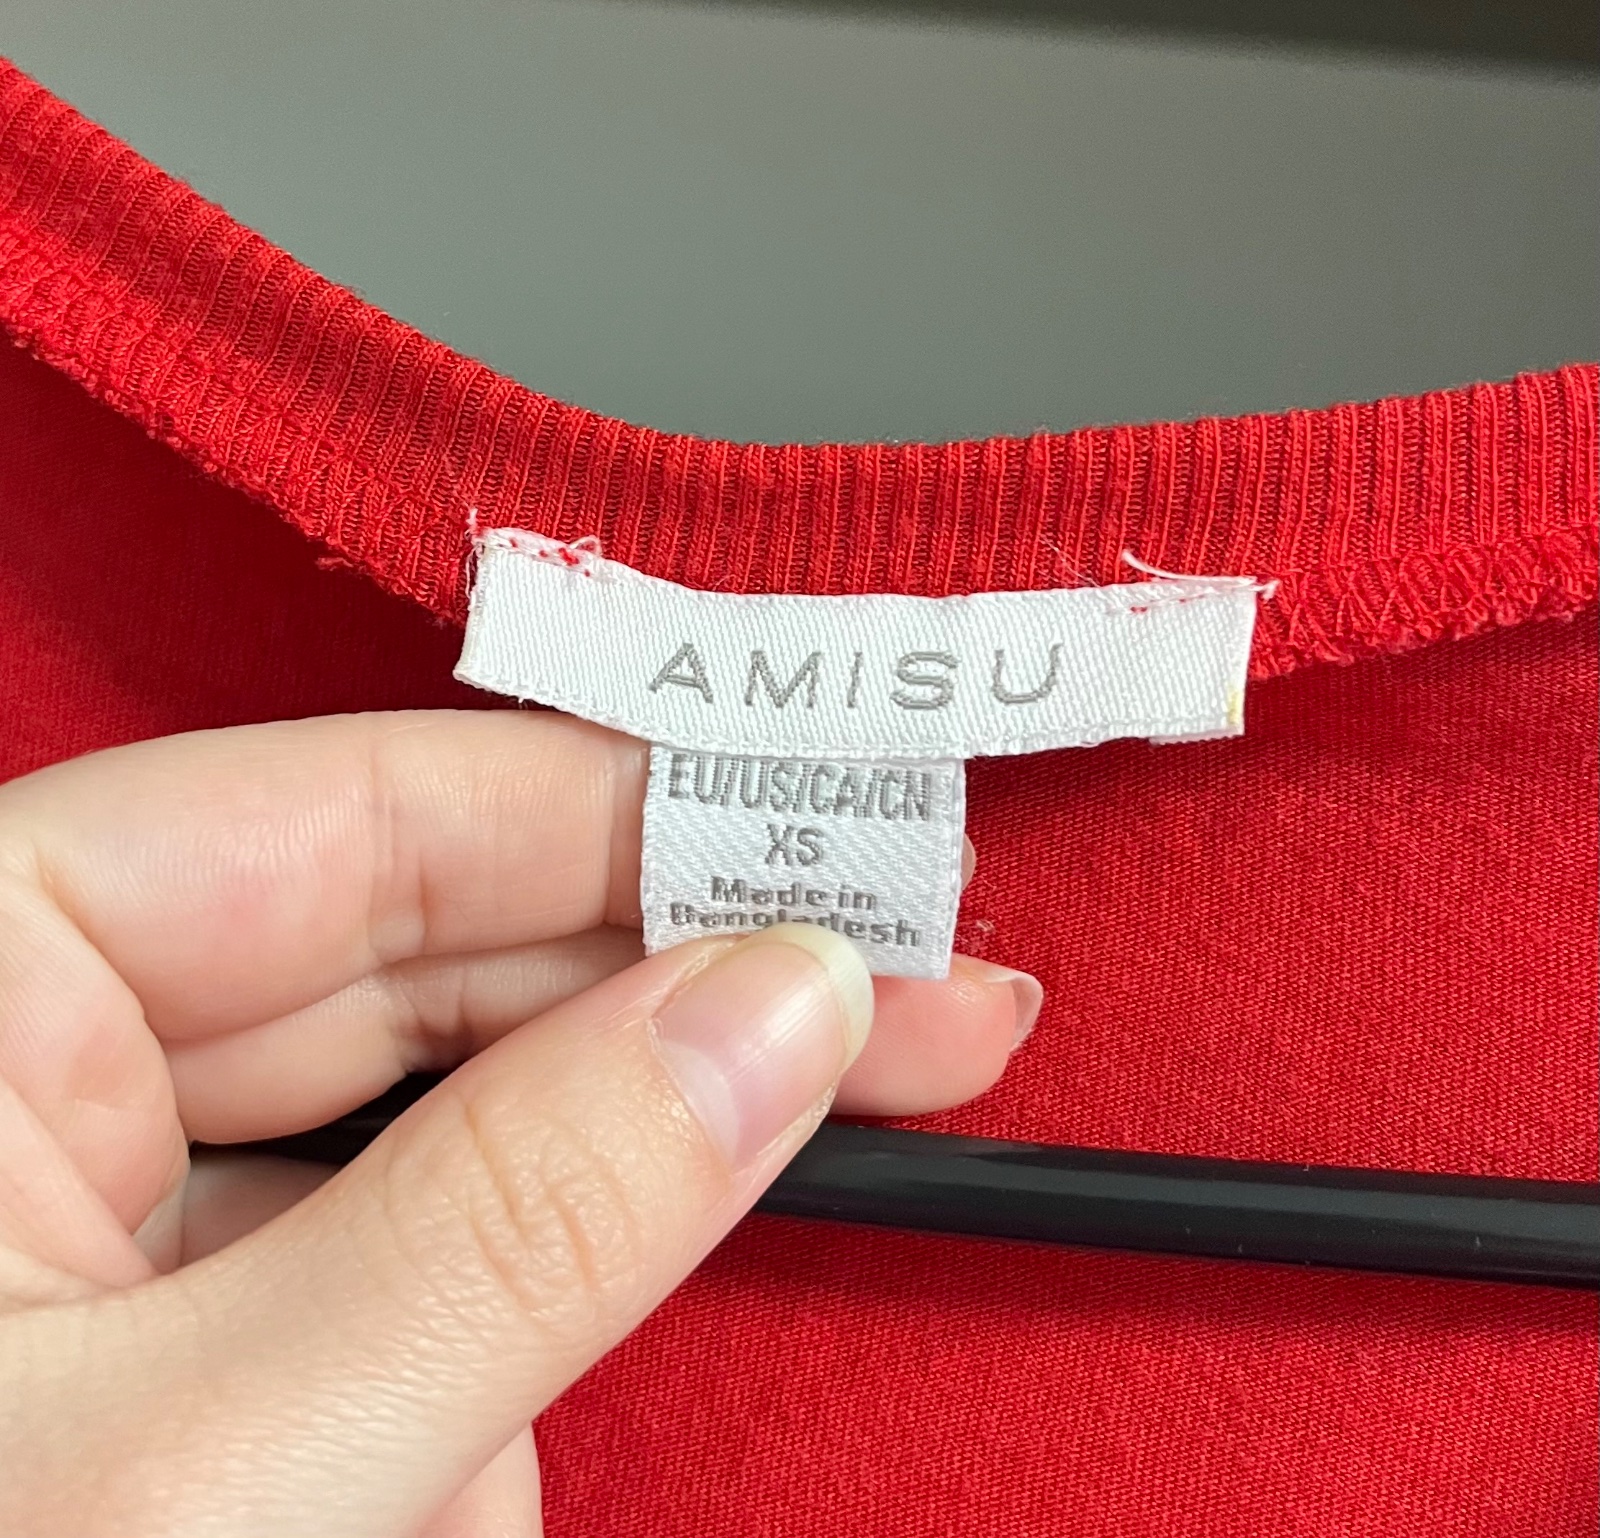 AMISU
EU/US/CA/CN
XS
Made in
Bangladesh